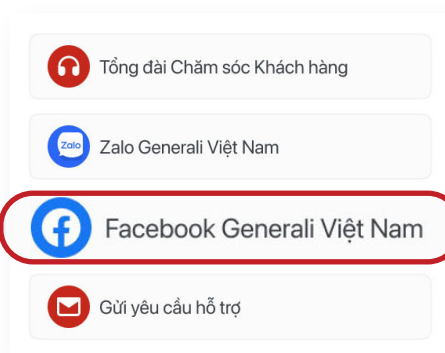 Tổng đài Chăm sóc Khách hàng
Zalo
Zalo Generali Việt Nam
Facebook Generali Việt Nam
Gửi yêu cầu hỗ trợ